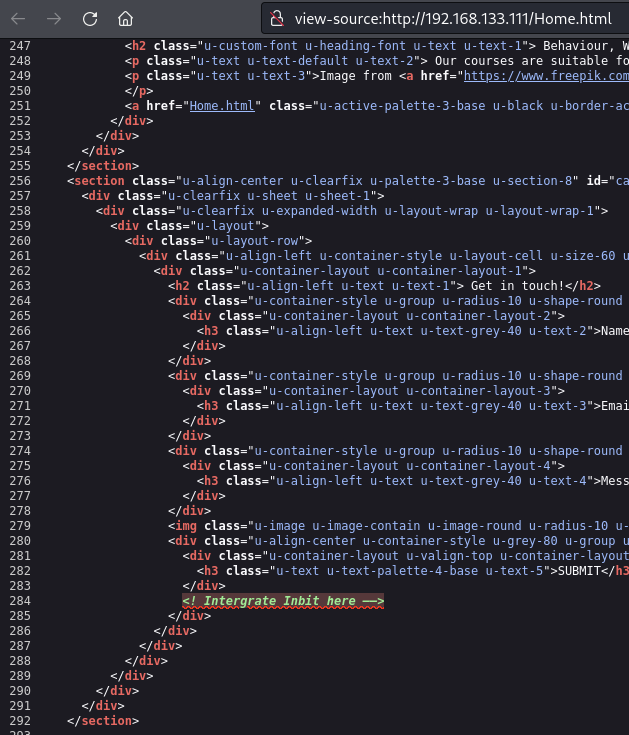 view-source:http://192.168.133.111/Home.html
247 <h2 class="u-custom-font u-heading-font u-text u-text-1"> Behaviour, W
248 <p class="u-text u-text-default u-text-2"> Our courses are suitable fo
249 <p class="u-text u-text-3">Image from <a href="https://www.freepik.com
250 </p>
251 <a href="Home.html" class="u-active-palette-3-base u-black u-border-ac
252 </div>
253 </div>
254 </div>
255 </section>
256 <section class="u-align-center u-clearfix u-palette-3-base u-section-8" id="ca
257 <div class="u-clearfix u-sheet u-sheet-1">
258 <div class="u-clearfix u-expanded-width u-layout-wrap u-layout-wrap-1">
259 <div class="u-layout">
260 <div class="u-layout-row">
261 <div class="u-align-left u-container-style u-layout-cell u-size-60 u
262 <div class="u-container-layout u-container-layout-1">
263 <h2 class="u-align-left u-text u-text-1"> Get in touch!</h2>
264 <div class="u-container-style u-group u-radius-10 u-shape-round
265 <div class="u-container-layout u-container-layout-2">
266 <h3 class="u-align-left u-text u-text-grey-40 u-text-2">Name
267 </div>
268 </div>
269 <div class="u-container-style u-group u-radius-10 u-shape-round
270 <div class="u-container-layout u-container-layout-3">
271 <h3 class="u-align-left u-text u-text-grey-40 u-text-3">Emai
272 </div>
273 </div>
274 <div class="u-container-style u-group u-radius-10 u-shape-round
275 <div class="u-container-layout u-container-layout-4">
276 <h3 class="u-align-left u-text u-text-grey-40 u-text-4">Mess
277 </div>
278 </div>
279 <img class="u-image u-image-contain u-image-round u-radius-10 u-
280 <div class="u-align-center u-container-style u-grey-80 u-group u
281 <div class="u-container-layout u-valign-top u-container-layout
282 <h3 class="u-text u-text-palette-4-base u-text-5">SUBMIT</h3
283 </div>
284 <! Intergrate Inbit here ——>
285 </div>
286 </div>
287 </div>
288 </div>
289 </div>
290 </div>
291 </div>
292 </section>